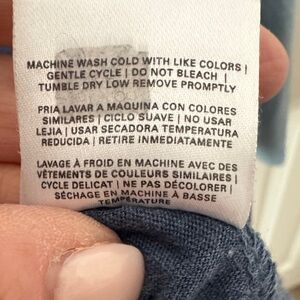 MACHINE WASH COLD WITH LIKE COLORS |
GENTLE CYCLE | DO NOT BLEACH |
TUMBLE DRY LOW REMOVE PROMPTLY
PRIA LAVAR A MAQUINA CON COLORES
SIMILARES | CICLO SUAVE | NO USAR
LEJIA | USAR SECADORA TEMPERATURA
REDUCIDA | RETIRE INMEDIATAMENTE
LAVAGE À FROID EN MACHINE AVEC DES
VÊTEMENTS DE COULEURS SIMILAIRES |
CYCLE DELICAT | NE PAS DÉCOLORER |
SÉCHAGE EN MACHINE A BASSE
TEMPÉRATURE